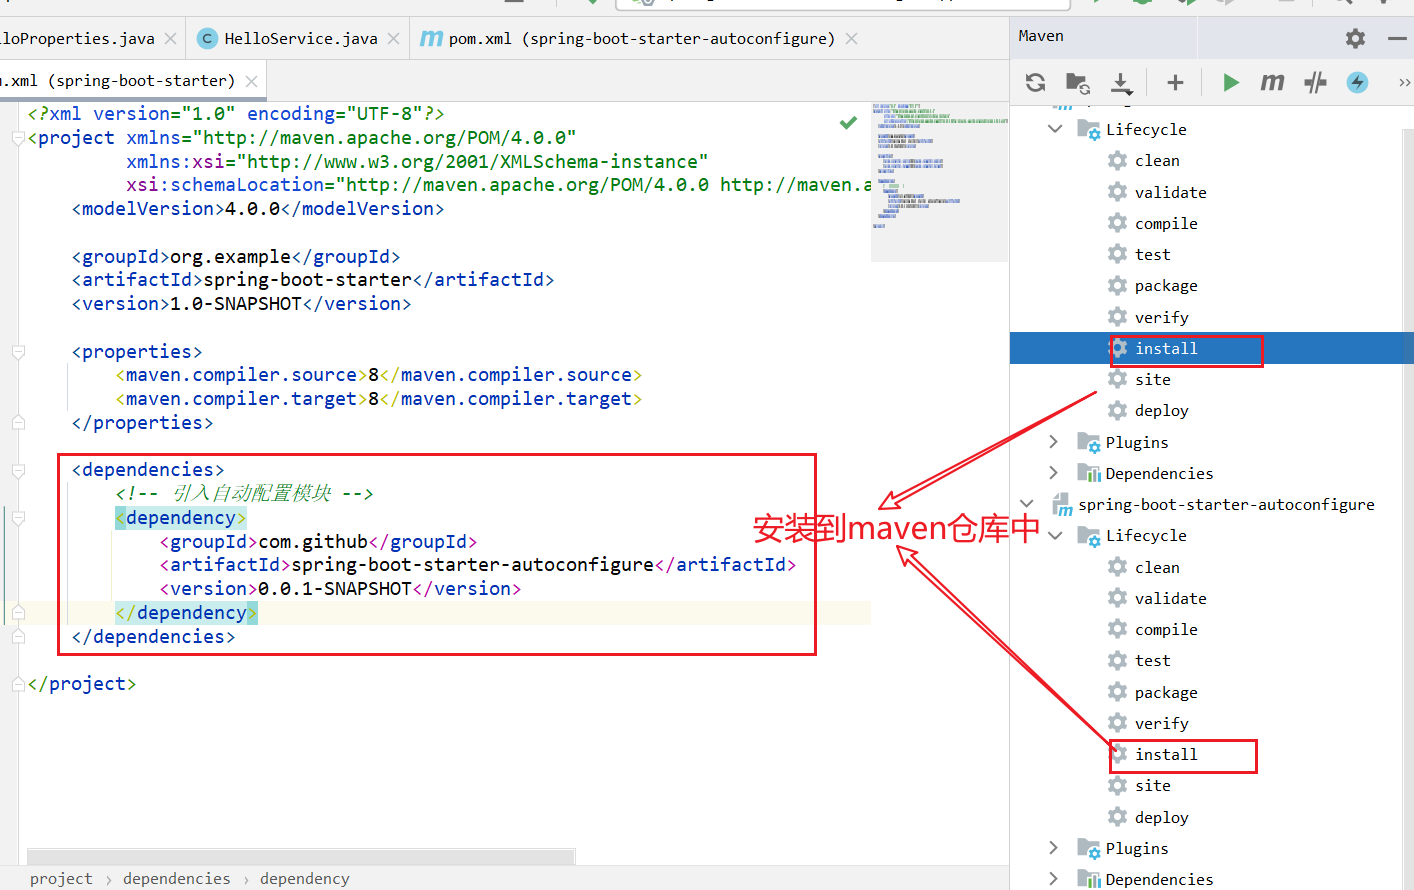 loProperties.java
HelloService.java
pom.xml (spring-boot-starter-autoconfigure)
.xml (spring-boot-starter)
<?xml version="1.0" encoding="UTF-8"?>
<project xmlns="http://maven.apache.org/POM/4.0.0"
xmlns:xsi="http://www.w3.org/2001/XMLSchema-instance"
xsi:schemaLocation="http://maven.apache.org/POM/4.0.0 http://maven.a
<modelVersion>4.0.0</modelVersion>
<groupId>org.example</groupId>
<artifactId>spring-boot-starter</artifactId>
<version>1.0-SNAPSHOT</version>
<properties>
<maven.compiler.source>8</maven.compiler.source>
<maven.compiler.target>8</maven.compiler.target>
</properties>
<dependencies>
<!-- 引入自动配置模块 -->
<dependency>
<groupId>com.github</groupId>
<artifactId>spring-boot-starter-autoconfigure</artifactId>
<version>0.0.1-SNAPSHOT</version>
</dependency>
</dependencies>
</project>
安装到maven仓库中
project › dependencies › dependency
Maven
Lifecycle
clean
validate
compile
test
package
verify
install
site
deploy
Plugins
Dependencies
spring-boot-starter-autoconfigure
Lifecycle
clean
validate
compile
test
package
verify
install
site
deploy
Plugins
Dependencies